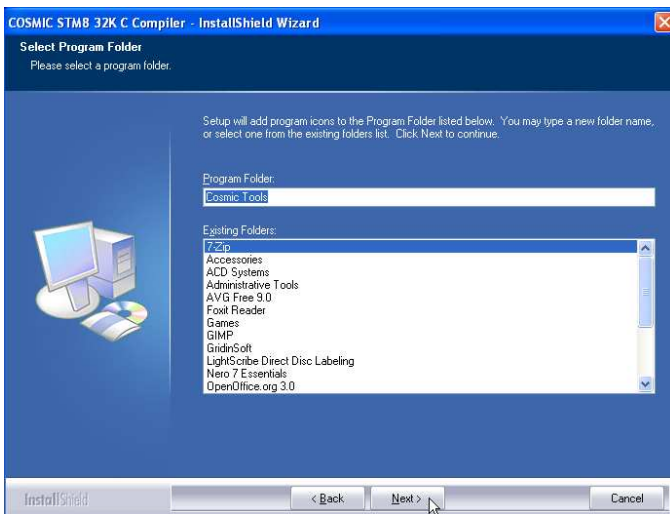 COSMIC STM8 32K C Compiler - InstallShield Wizard
Select Program Folder
Please select a program folder.
Setup will add program icons to the Program Folder listed below. You may type a new folder name,
or select one from the existing folders list. Click Next to continue.
Program Folder:
Cosmic Tools
Existing Folders:
7-Zip
Accessories
ACD Systems
Administrative Tools
AVG Free 9.0
Foxit Reader
Games
GIMP
GridinSoft
LightScribe Direct Disc Labeling
Nero 7 Essentials
OpenOffice.org 3.0
InstallShield
< Back
Next >
Cancel